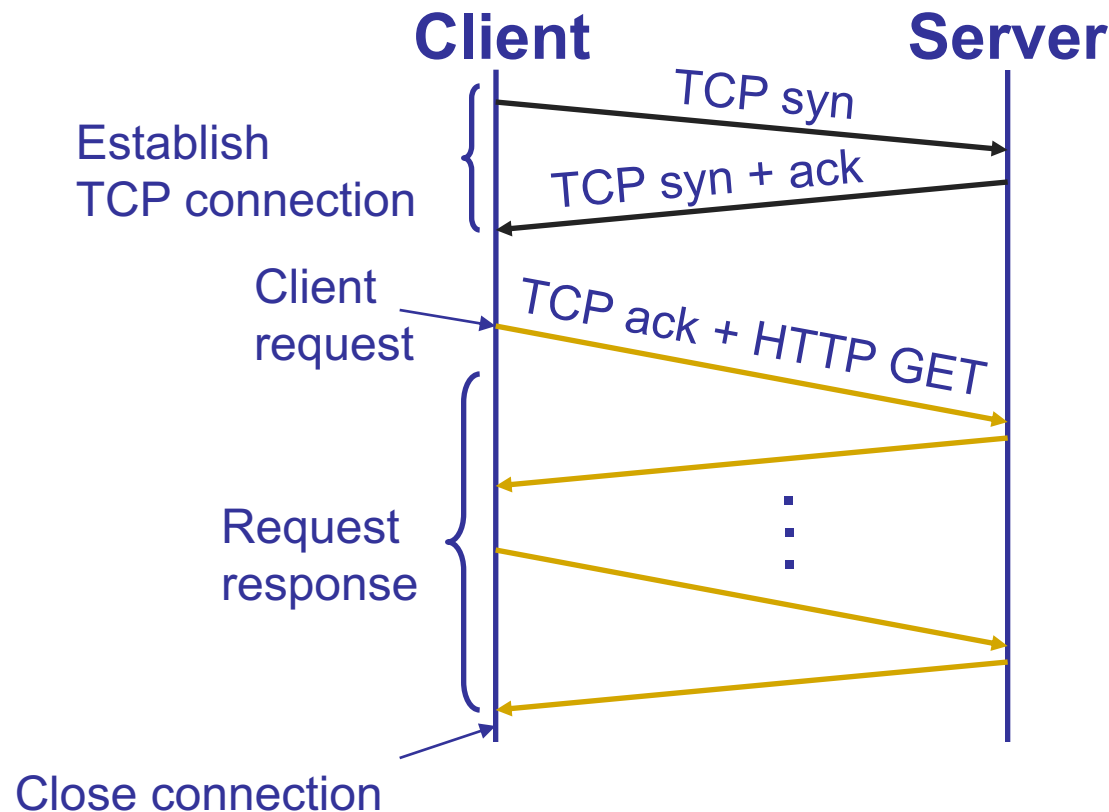 Client
Server
TCP syn
Establish
TCP connection
TCP syn + ack
Client
request
TCP ack + HTTP GET
Request
response
Close connection